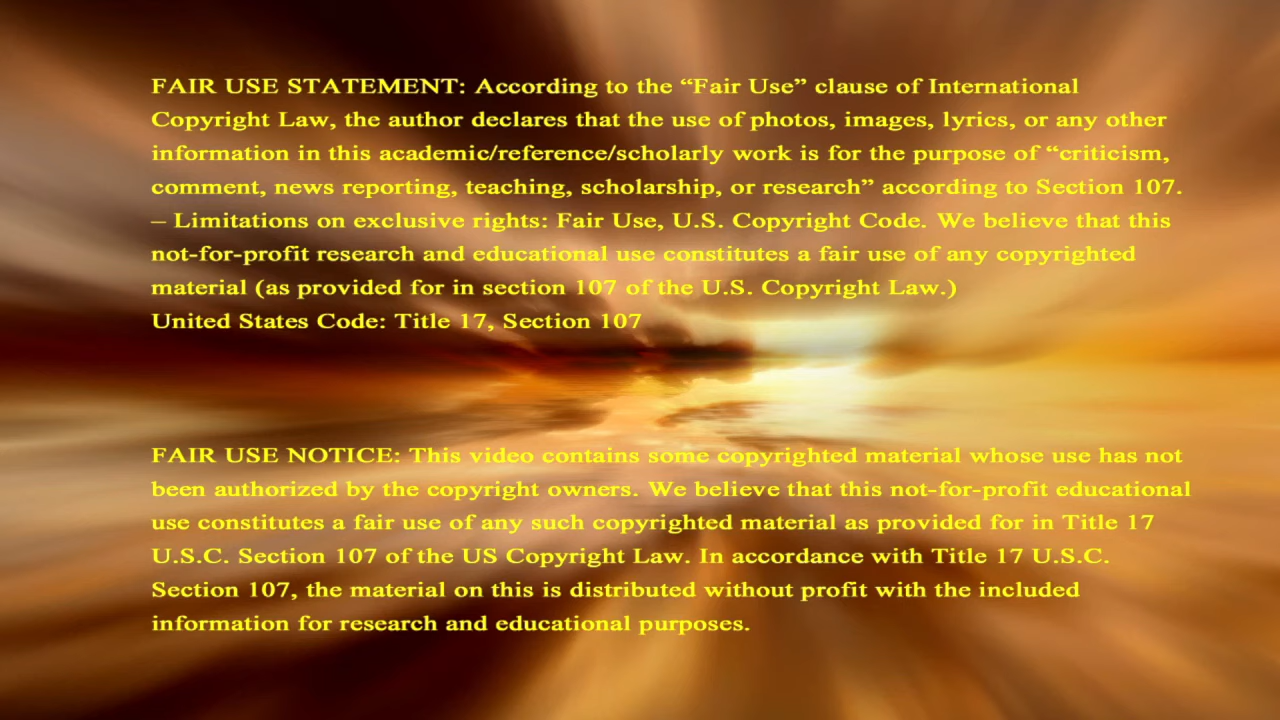 FAIR USE STATEMENT: According to the “Fair Use” clause of International
Copyright Law, the author declares that the use of photos, images, lyrics, or any other
information in this academic/reference/scholarly work is for the purpose of “criticism,
comment, news reporting, teaching, scholarship, or research” according to Section 107.
– Limitations on exclusive rights: Fair Use, U.S. Copyright Code. We believe that this
not-for-profit research and educational use constitutes a fair use of any copyrighted
material (as provided for in section 107 of the U.S. Copyright Law.)
United States Code: Title 17, Section 107
FAIR USE NOTICE: This video contains some copyrighted material whose use has not
been authorized by the copyright owners. We believe that this not-for-profit educational
use constitutes a fair use of any such copyrighted material as provided for in Title 17
U.S.C. Section 107 of the US Copyright Law. In accordance with Title 17 U.S.C.
Section 107, the material on this is distributed without profit with the included
information for research and educational purposes.